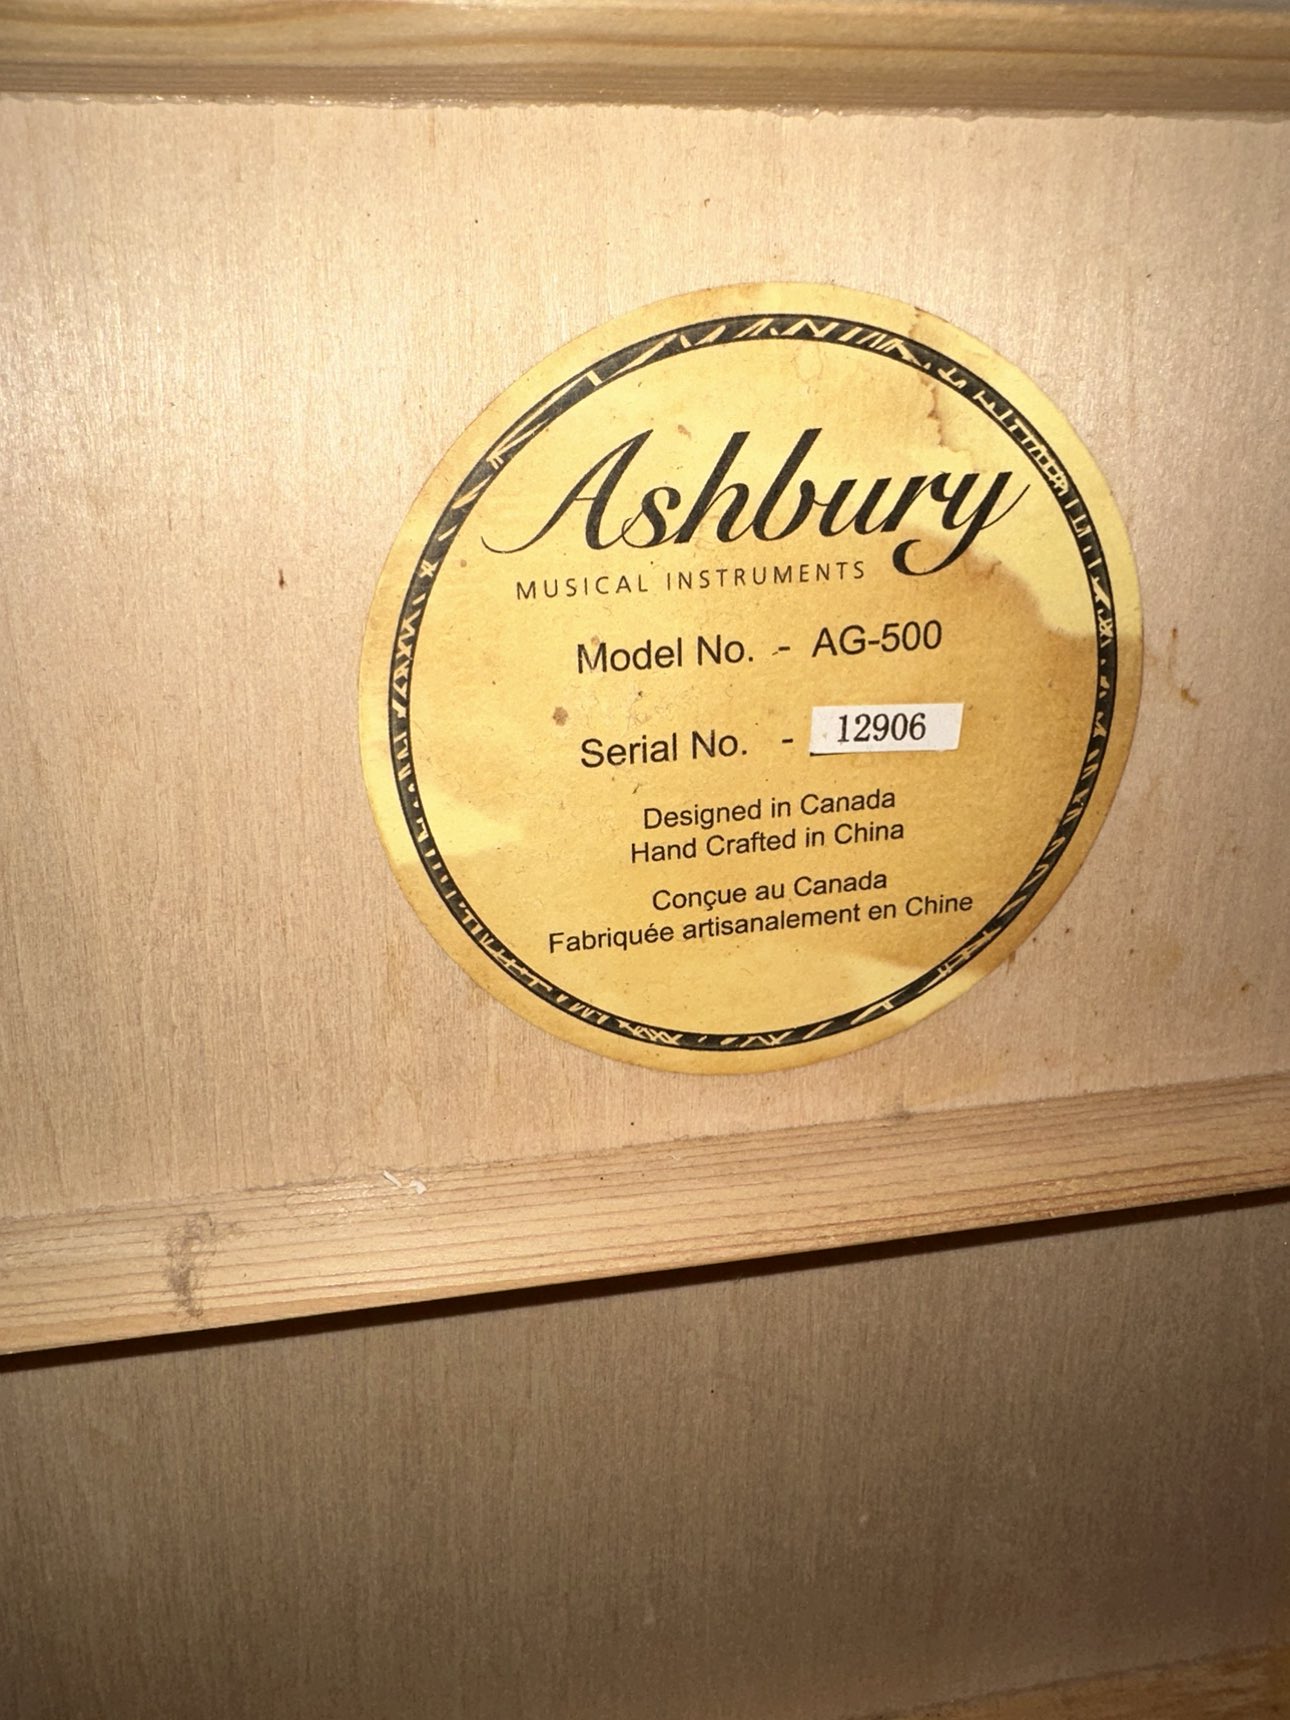 Ashbury
MUSICAL INSTRUMENTS
Model No. - AG-500
Serial No. - 12906
Designed in Canada
Hand Crafted in China
Conçue au Canada
Fabriquée artisanalement en Chine